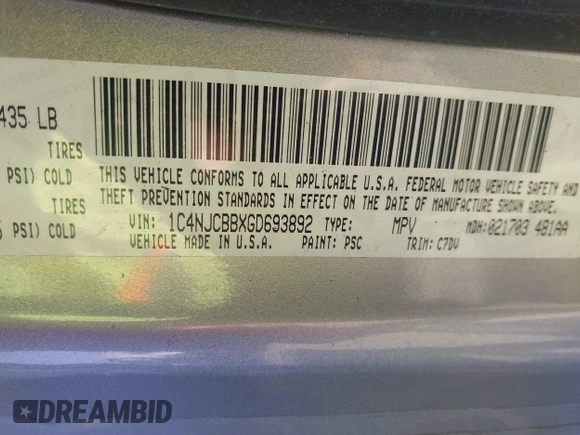 435 LB
TIRES
PSI) COLD
TIRES
PSI) COLD
THIS VEHICLE CONFORMS TO ALL APPLICABLE U.S.A. FEDERAL MOTOR VEHICLE SAFETY AND
THEFT PREVENTION STANDARDS IN EFFECT ON THE DATE OF MANUFACTURE SHOWN ABOVE.
VIN: 1C4NJCBBXGD693892 TYPE: MPV MDH:021703 481AA
VEHICLE MADE IN U.S.A. PAINT: PSC TRIM: C7DV
DREAMBID